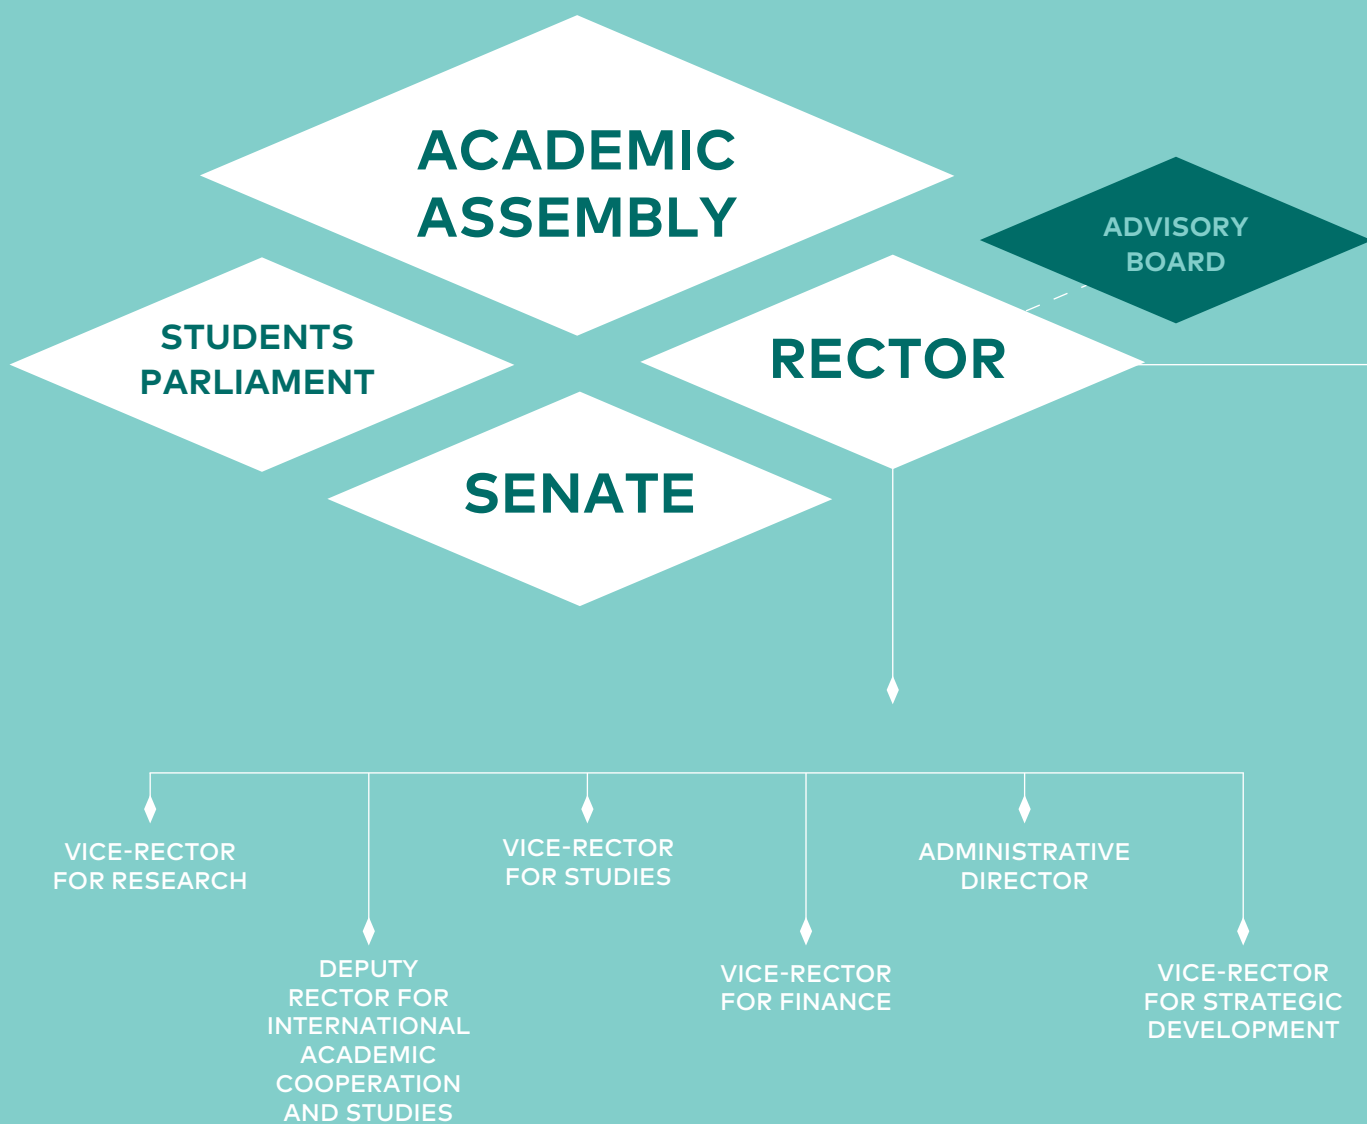 ACADEMIC
ASSEMBLY
ADVISORY
BOARD
STUDENTS
PARLIAMENT
RECTOR
SENATE
VICE-RECTOR
FOR RESEARCH
DEPUTY
RECTOR FOR
INTERNATIONAL
ACADEMIC
COOPERATION
AND STUDIES
VICE-RECTOR
FOR STUDIES
VICE-RECTOR
FOR FINANCE
ADMINISTRATIVE
DIRECTOR
VICE-RECTOR
FOR STRATEGIC
DEVELOPMENT